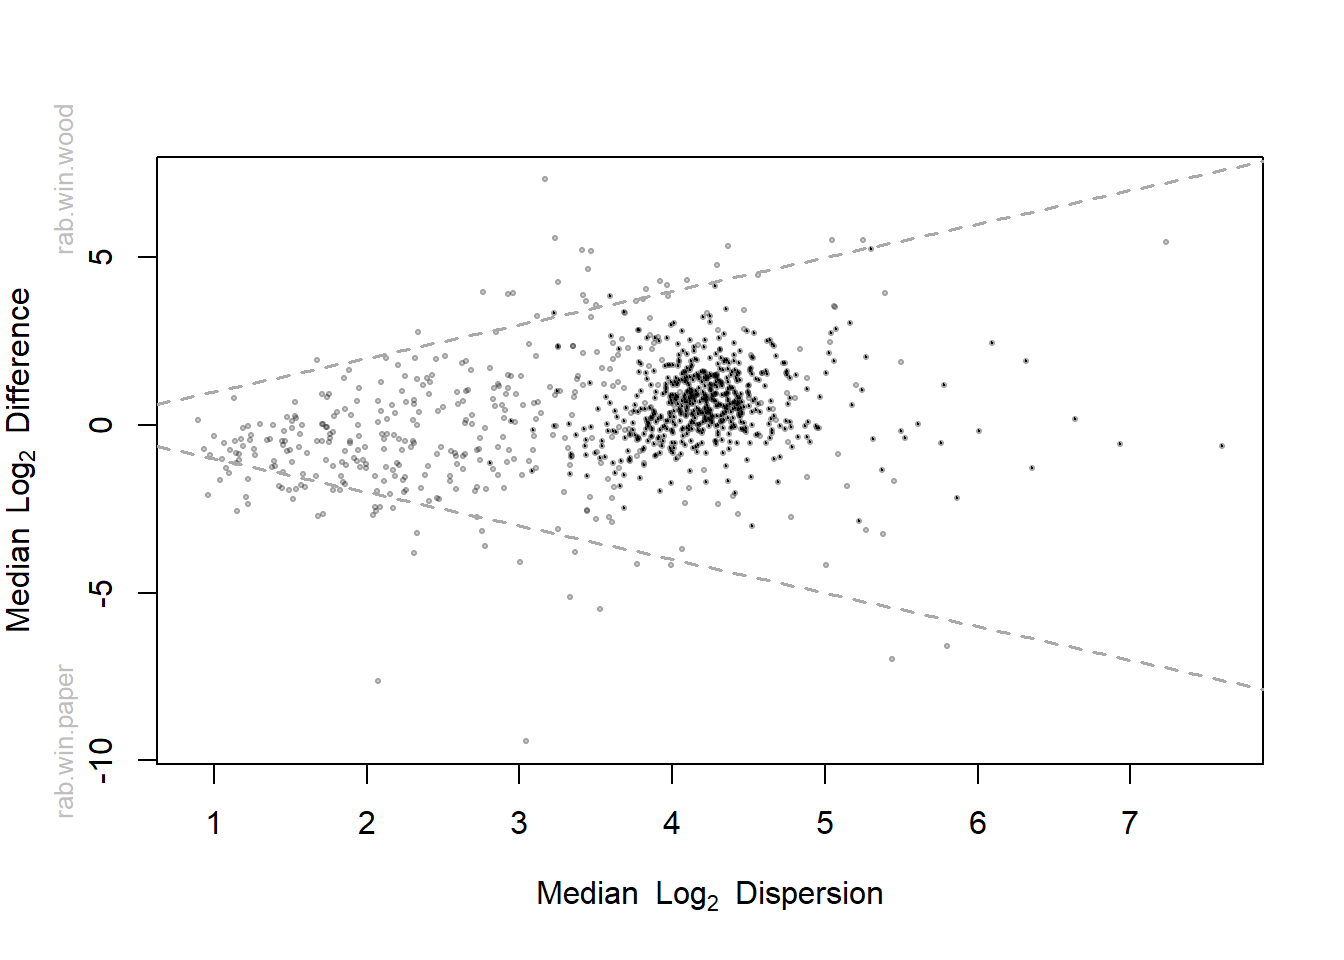 rab.win.wood
rab.win.paper
Median Log₂ Difference
5
0
-5
-10
1 2 3 4 5 6 7
Median Log₂ Dispersion